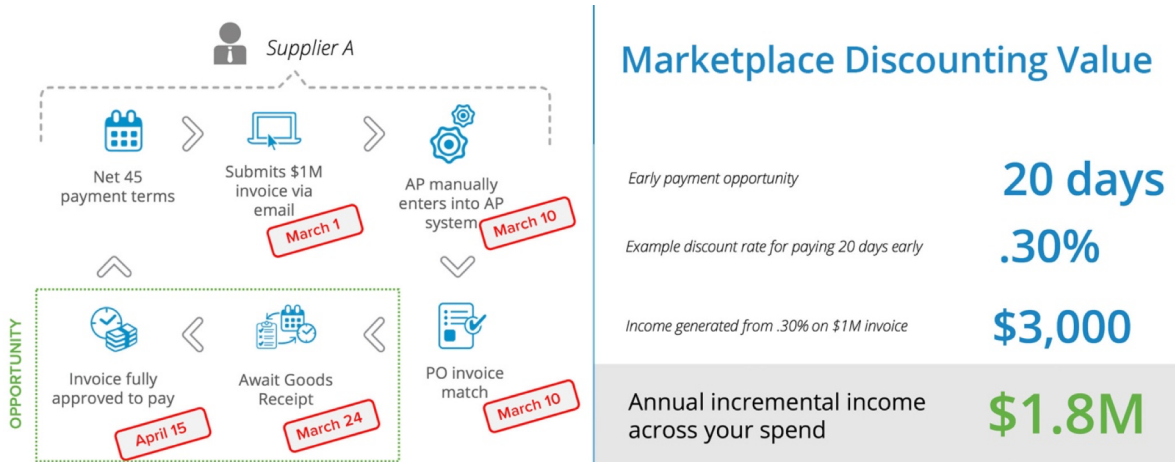 Supplier A
Net 45
payment terms
Submits $1M
invoice via
email
March 1
AP manually
enters into AP
system
March 10
OPPORTUNITY
Invoice fully
approved to pay
April 15
Await Goods
Receipt
March 24
PO invoice
match
March 10
Marketplace Discounting Value
Early payment opportunity
20 days
Example discount rate for paying 20 days early
.30%
Income generated from .30% on $1M invoice
$3,000
Annual incremental income
across your spend
$1.8M